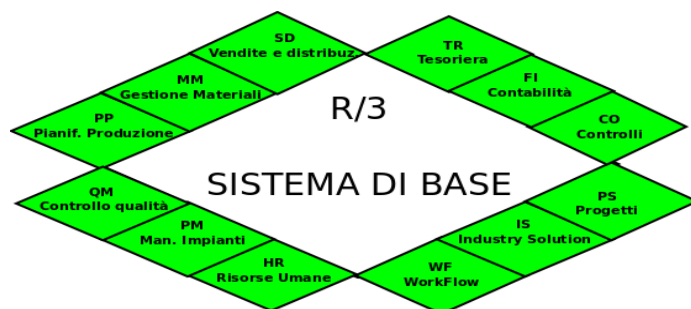 SD
Vendite e distribuz
MM
Gestione Materiali
PP
Pianif. Produzione
TR
Tesoriera
FI
Contabilità
CO
Controlli
R/3
SISTEMA DI BASE
QM
Controllo qualità
PM
Man. Impianti
HR
Risorse Umane
PS
Progetti
IS
Industry Solution
WF
WorkFlow